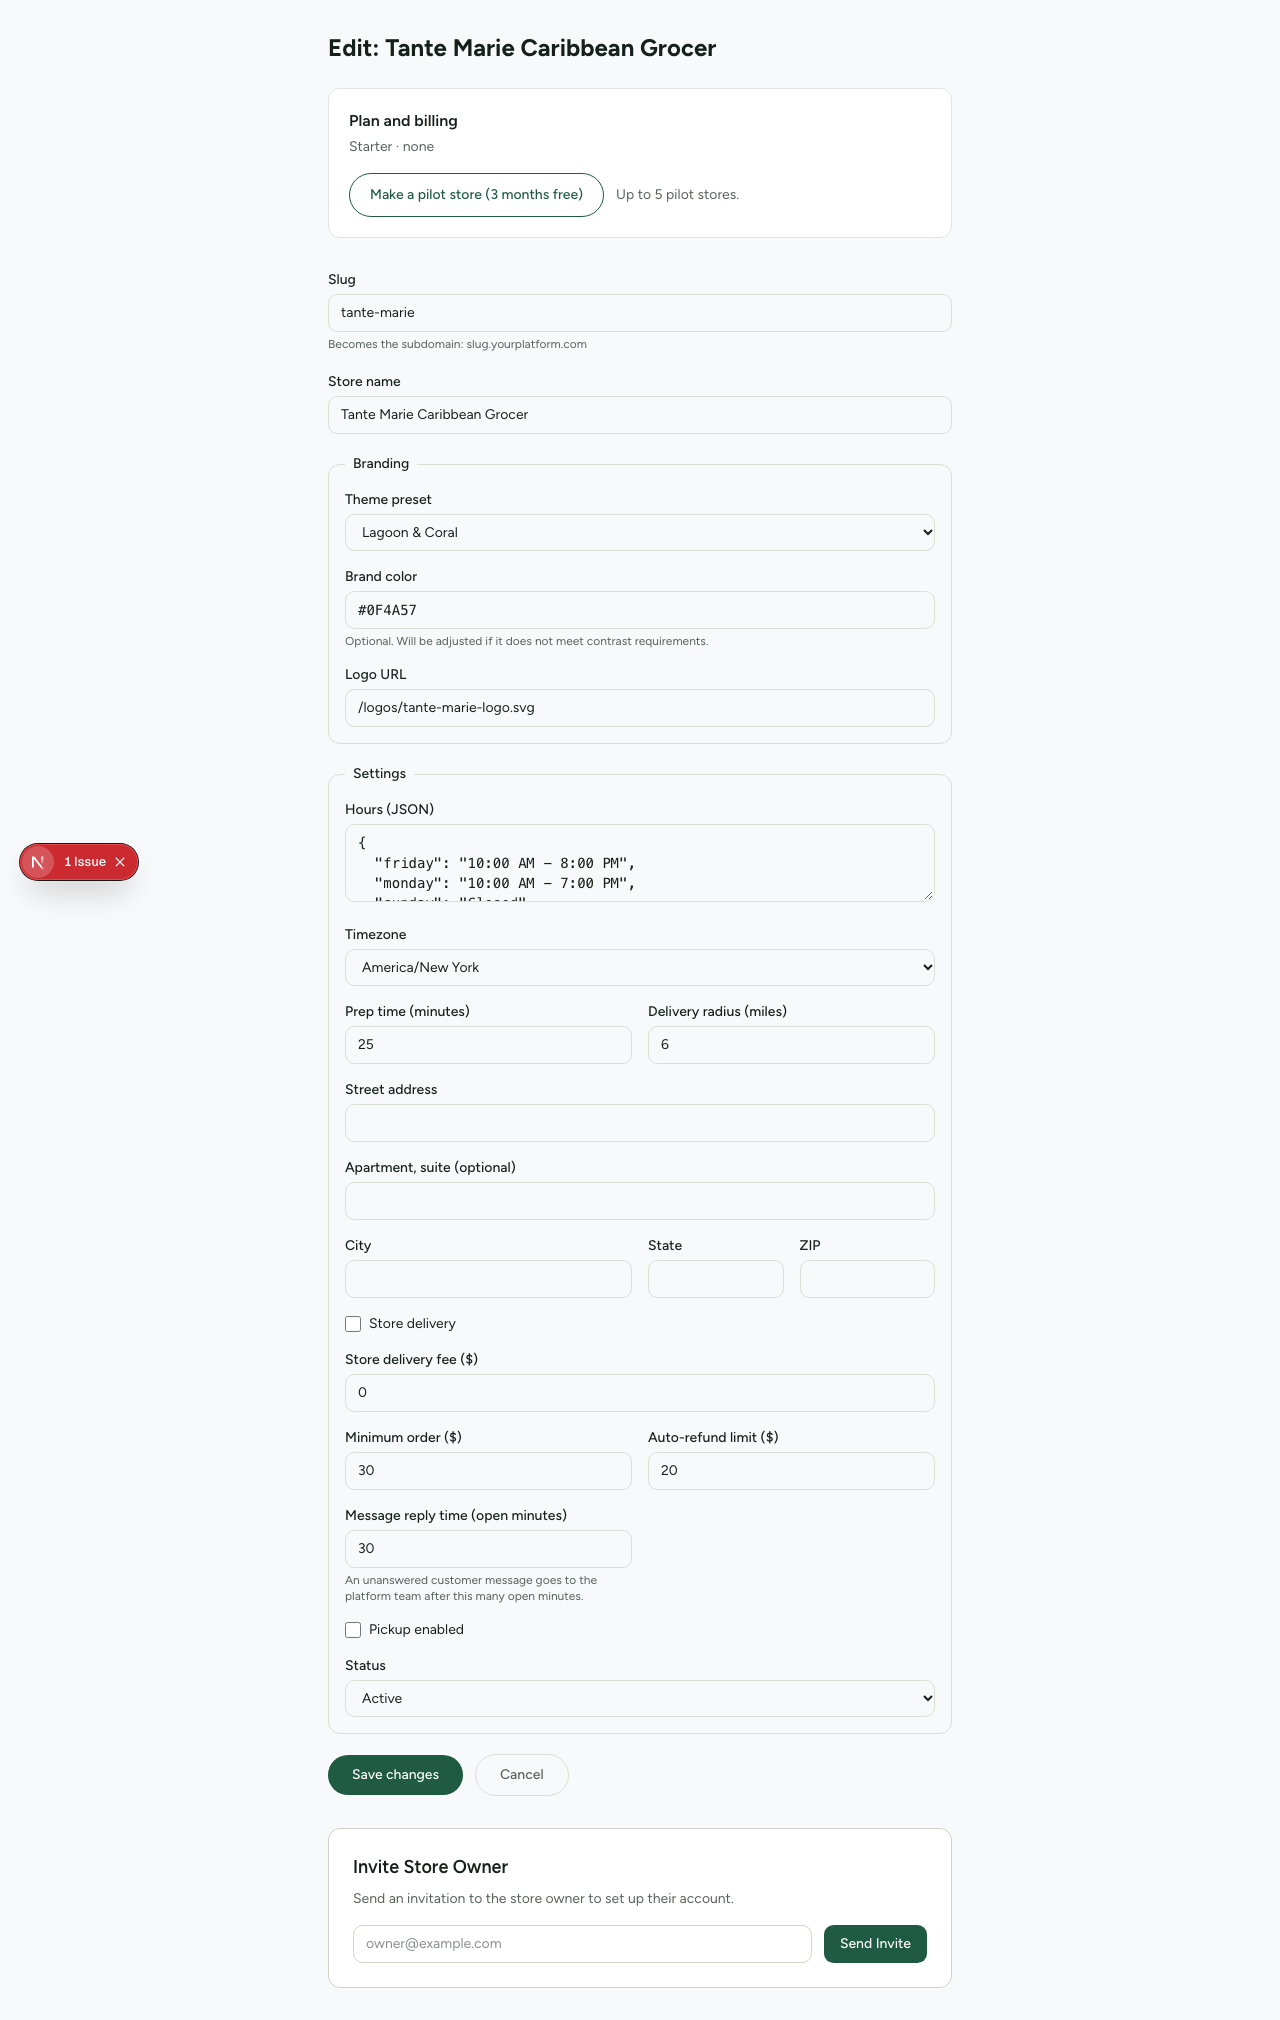 Edit: Tante Marie Caribbean Grocer
Plan and billing
Starter · none
Make a pilot store (3 months free)
Up to 5 pilot stores.
Slug
tante-marie
Becomes the subdomain: slug.yourplatform.com
Store name
Tante Marie Caribbean Grocer
Branding
Theme preset
Lagoon & Coral
Brand color
#0F4A57
Optional. Will be adjusted if it does not meet contrast requirements.
Logo URL
/logos/tante-marie-logo.svg
Settings
Hours (JSON)
{
"friday": "10:00 AM – 8:00 PM",
"monday": "10:00 AM – 7:00 PM",
1 Issue
Timezone
America/New York
Prep time (minutes)
Delivery radius (miles)
25
6
Street address
Apartment, suite (optional)
City
State
ZIP
Store delivery
Store delivery fee ($)
0
Minimum order ($)
Auto-refund limit ($)
30
20
Message reply time (open minutes)
30
An unanswered customer message goes to the
platform team after this many open minutes.
Pickup enabled
Status
Active
Save changes
Cancel
Invite Store Owner
Send an invitation to the store owner to set up their account.
owner@example.com
Send Invite